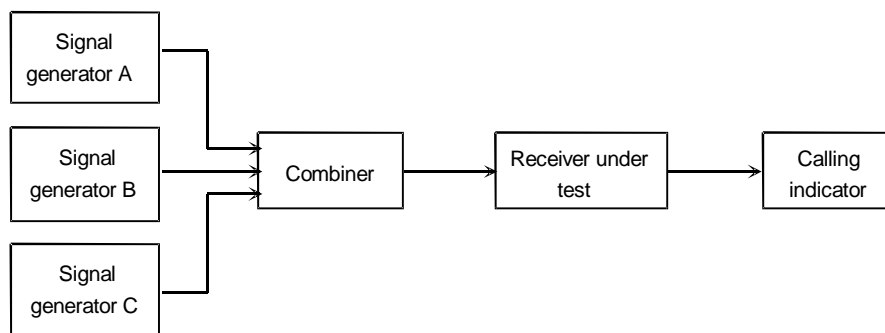 Signal
generator A
Signal
generator B
Signal
generator C
Combiner
Receiver under
test
Calling
indicator